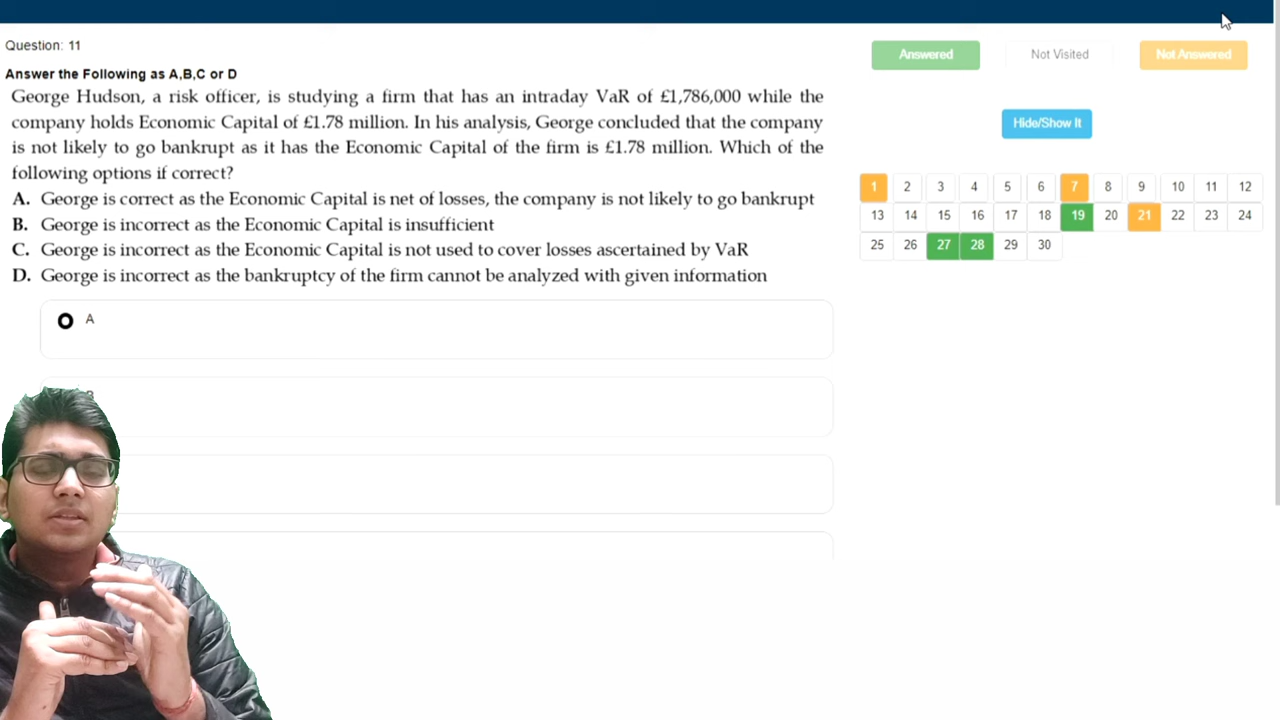 Question: 11
Answer the Following as A,B,C or D
George Hudson, a risk officer, is studying a firm that has an intraday VaR of £1,786,000 while the
company holds Economic Capital of £1.78 million. In his analysis, George concluded that the company
is not likely to go bankrupt as it has the Economic Capital of the firm is £1.78 million. Which of the
following options if correct?
A. George is correct as the Economic Capital is net of losses, the company is not likely to go bankrupt
B. George is incorrect as the Economic Capital is insufficient
C. George is incorrect as the Economic Capital is not used to cover losses ascertained by VaR
D. George is incorrect as the bankruptcy of the firm cannot be analyzed with given information
A
Answered Not Visited Not Answered
Hide/Show It
1 2 3 4 5 6 7 8 9 10 11 12
13 14 15 16 17 18 19 20 21 22 23 24
25 26 27 28 29 30